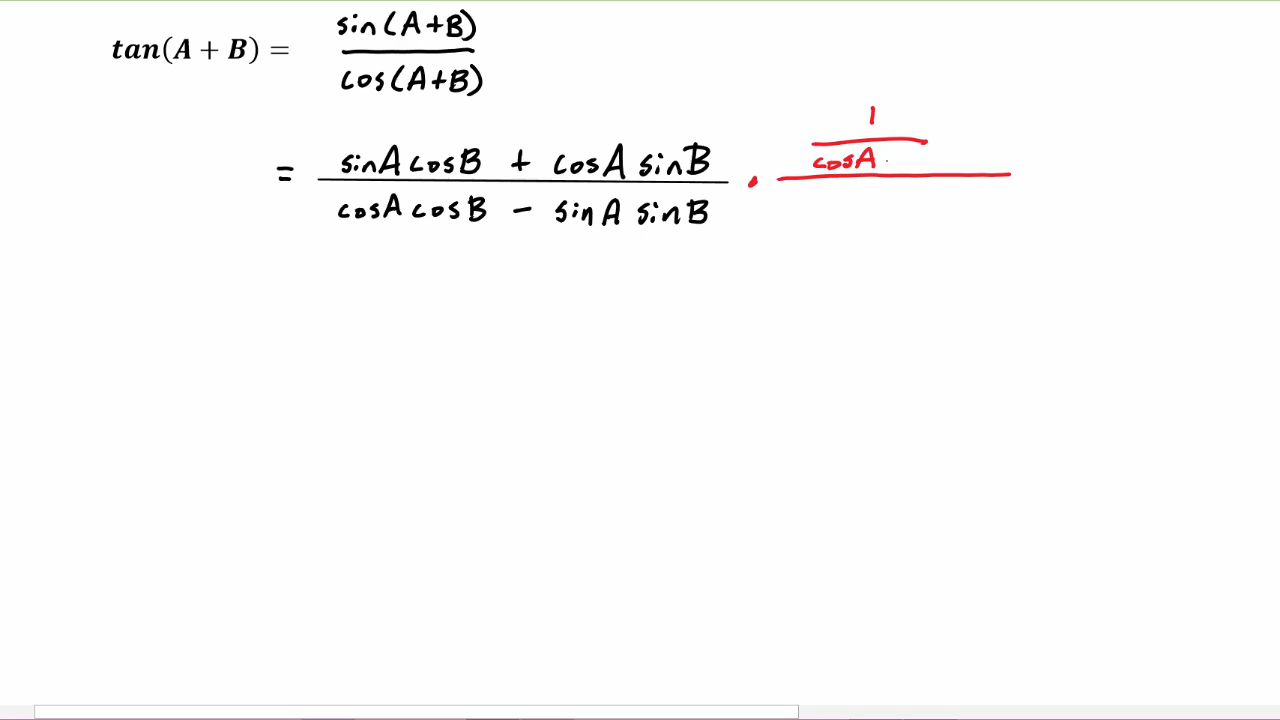 tan(A + B) = sin(A+B)
cos(A+B)
1
= sinA cosB + cosA sinB · cosA
cosA cosB - sinA sinB